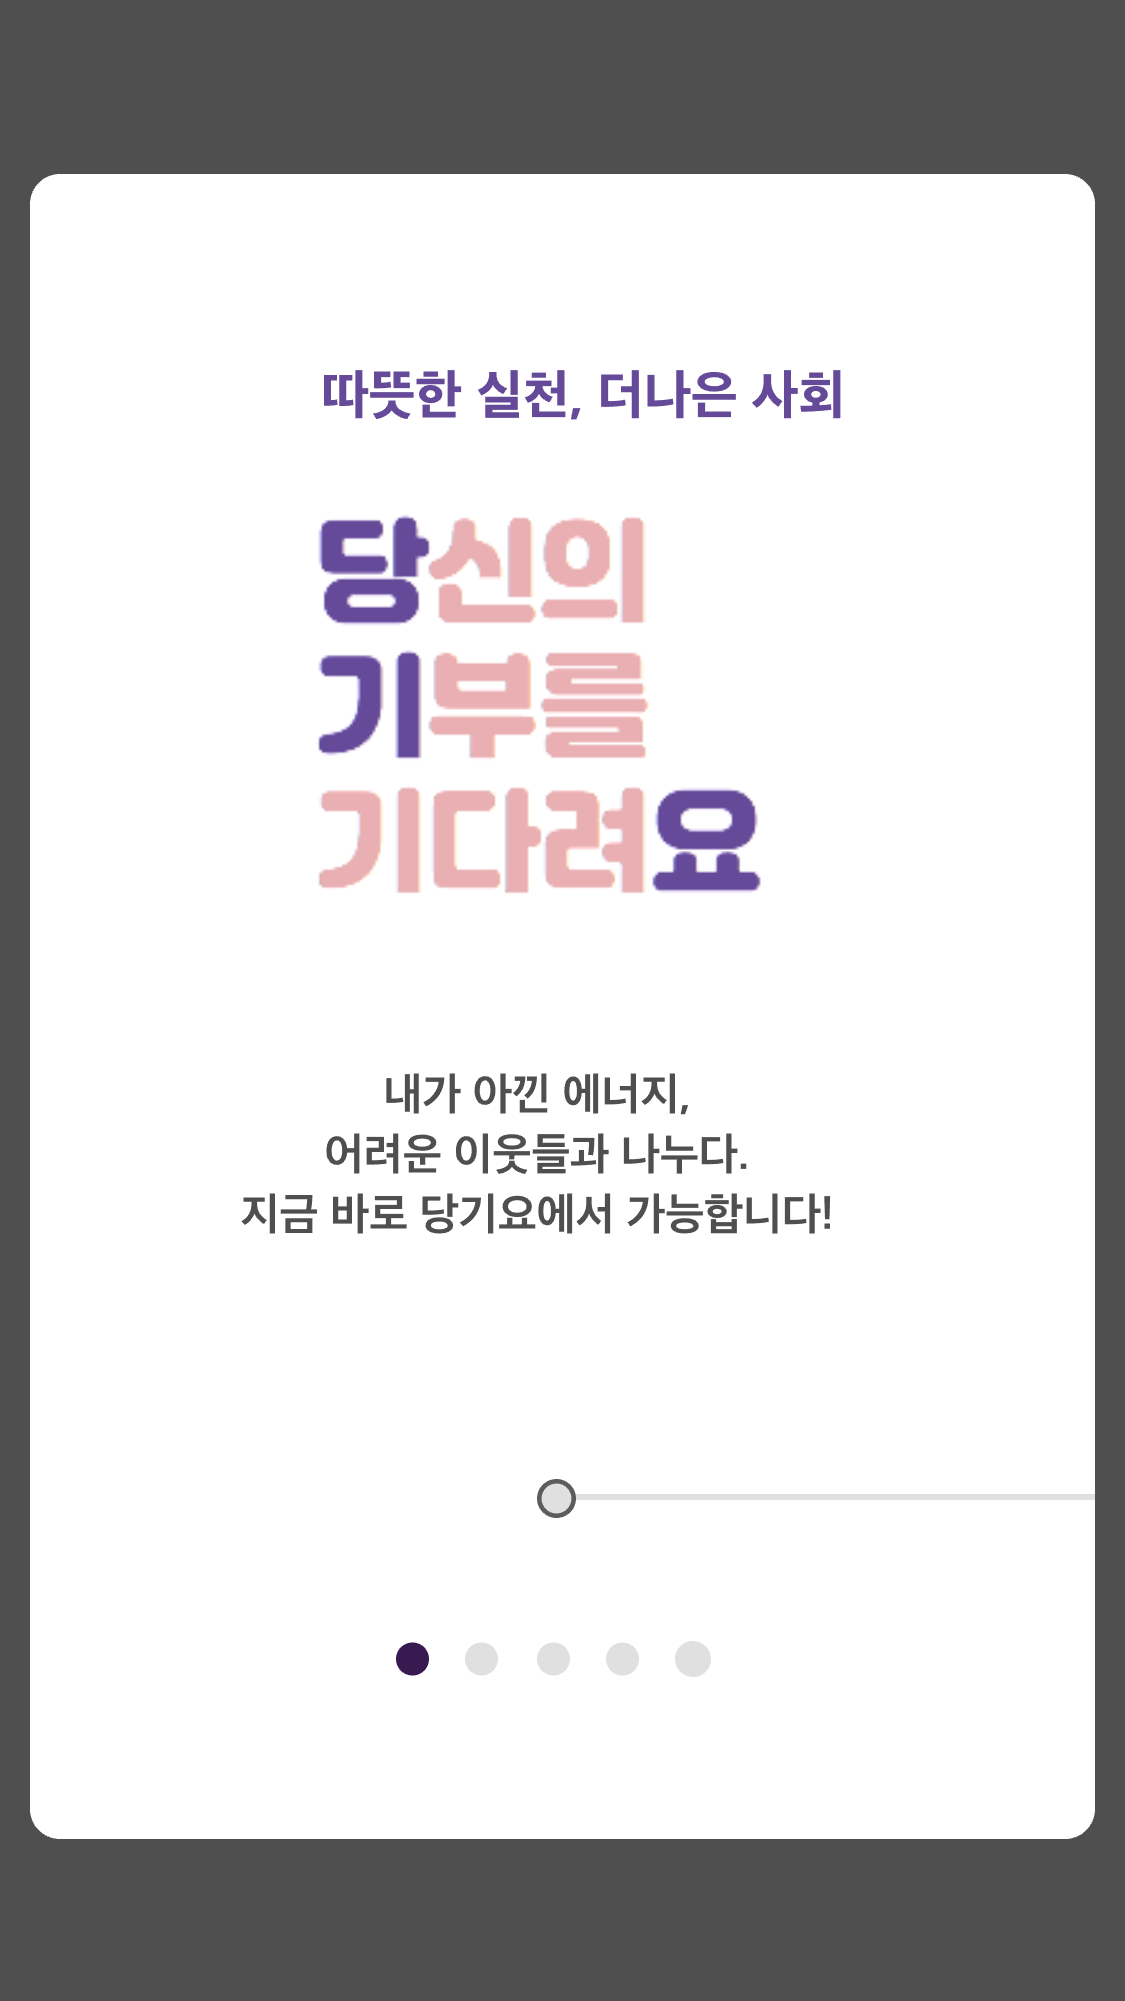 따뜻한 실천, 더나은 사회
당신의
기부를
기다려요
내가 아낀 에너지,
어려운 이웃들과 나누다.
지금 바로 당기요에서 가능합니다!